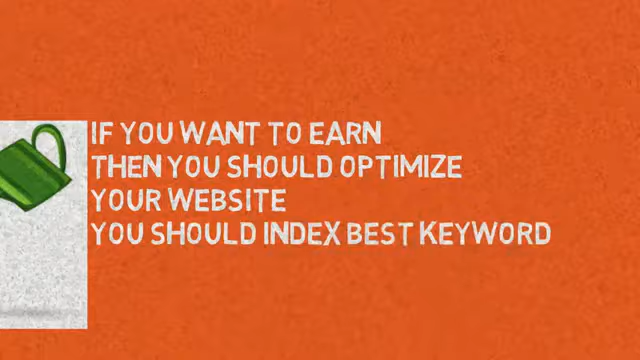 IF YOU WANT TO EARN
THEN YOU SHOULD OPTIMIZE
YOUR WEBSITE
YOU SHOULD INDEX BEST KEYWORD